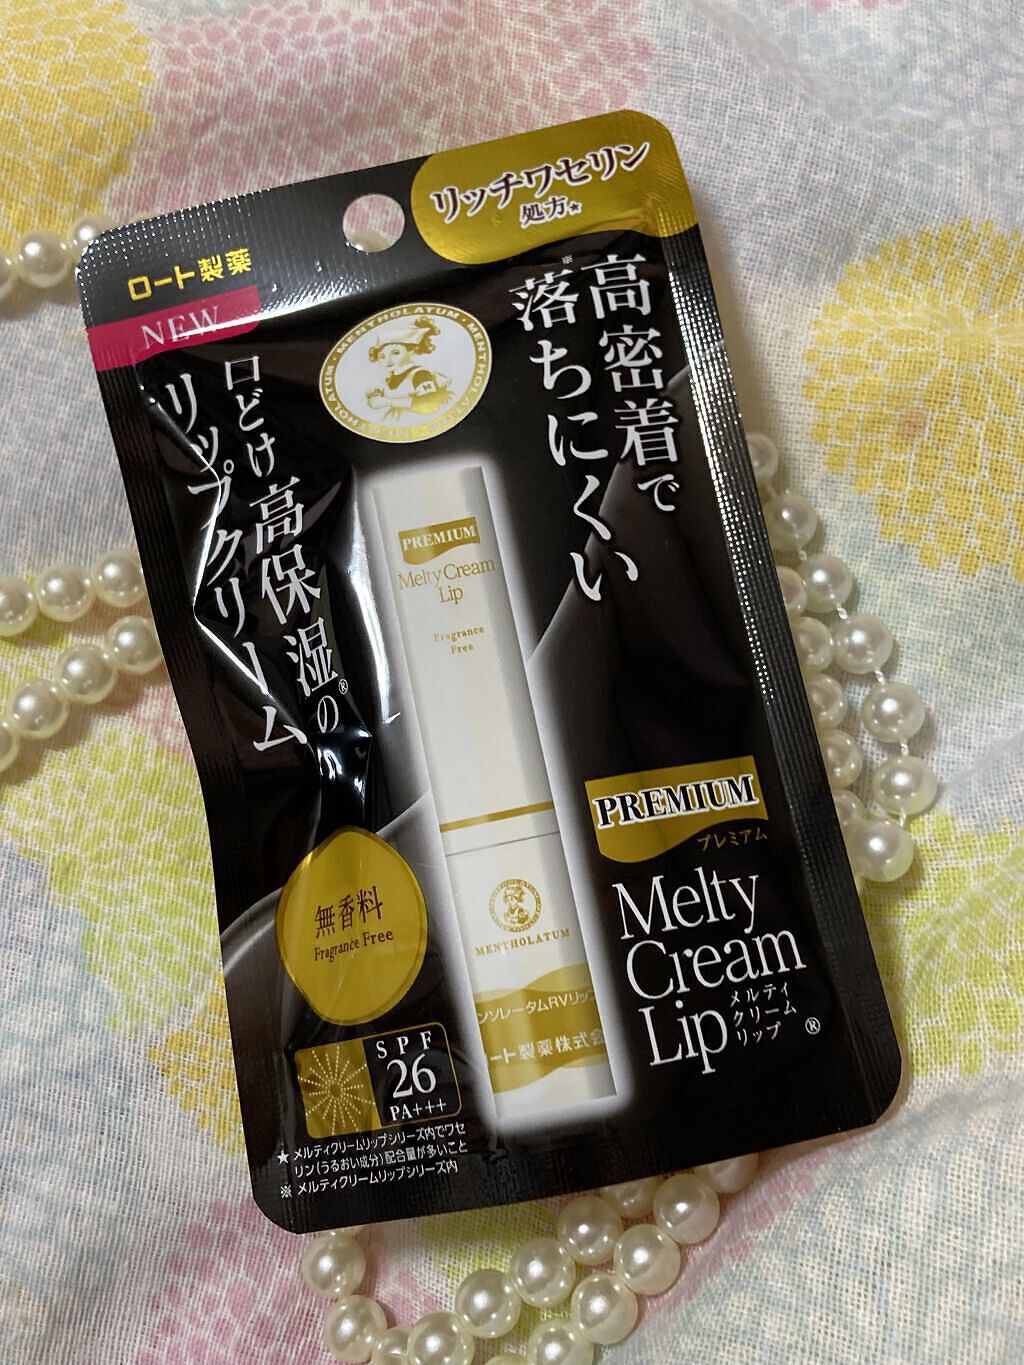 リッチワセリン
処方★
ロート製薬
NEW
MENTHOLATUM・MENTHOLATUM・MENTHOLATUM
※
高密着で
落ちにくい
口どけ高保湿の
リップクリーム®
PREMIUM
Melty Cream
Lip
Fragrance
Free
MENTHOLATUM
ンソレータムRVリップ
ート製薬株式会
無香料
Fragrance Free
SPF
26
PA+++
PREMIUM
プレミアム
Melty
Cream
Lip
メルティ
クリーム
リップ
®
★ メルティクリームリップシリーズ内でワセ
リン(うるおい成分)配合量が多いこと
※ メルティクリームリップシリーズ内